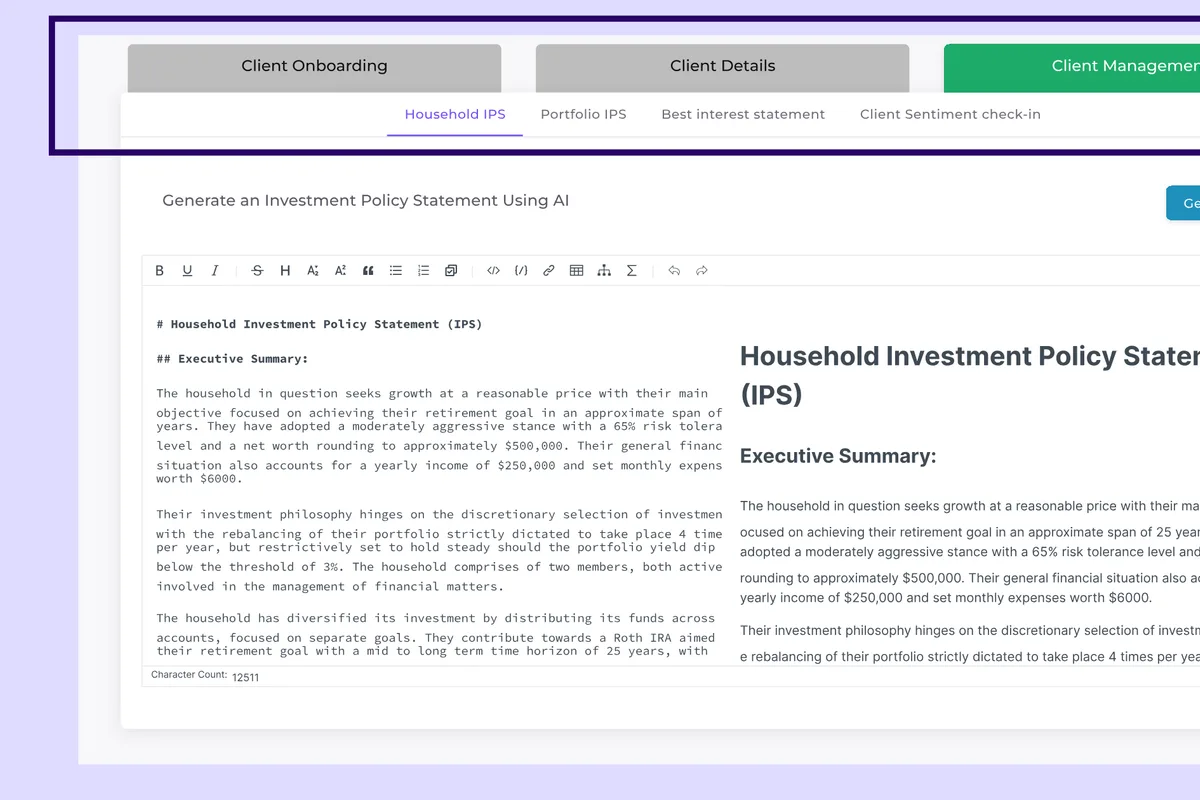 Client Onboarding
Client Details
Client Managemen
Household IPS
Portfolio IPS
Best interest statement
Client Sentiment check-in
Generate an Investment Policy Statement Using AI
Ge
# Household Investment Policy Statement (IPS)
## Executive Summary:
The household in question seeks growth at a reasonable price with their main
objective focused on achieving their retirement goal in an approximate span of
years. They have adopted a moderately aggressive stance with a 65% risk tolera
level and a net worth rounding to approximately $500,000. Their general financ
situation also accounts for a yearly income of $250,000 and set monthly expens
worth $6000.
Their investment philosophy hinges on the discretionary selection of investmen
with the rebalancing of their portfolio strictly dictated to take place 4 time
per year, but restrictively set to hold steady should the portfolio yield dip
below the threshold of 3%. The household comprises of two members, both active
involved in the management of financial matters.
The household has diversified its investment by distributing its funds across
accounts, focused on separate goals. They contribute towards a Roth IRA aimed
their retirement goal with a mid to long term time horizon of 25 years, with
Household Investment Policy Statem
(IPS)
Executive Summary:
The household in question seeks growth at a reasonable price with their ma
ocused on achieving their retirement goal in an approximate span of 25 year
adopted a moderately aggressive stance with a 65% risk tolerance level and
rounding to approximately $500,000. Their general financial situation also ac
yearly income of $250,000 and set monthly expenses worth $6000.
Their investment philosophy hinges on the discretionary selection of investm
e rebalancing of their portfolio strictly dictated to take place 4 times per yea
Character Count: 12511